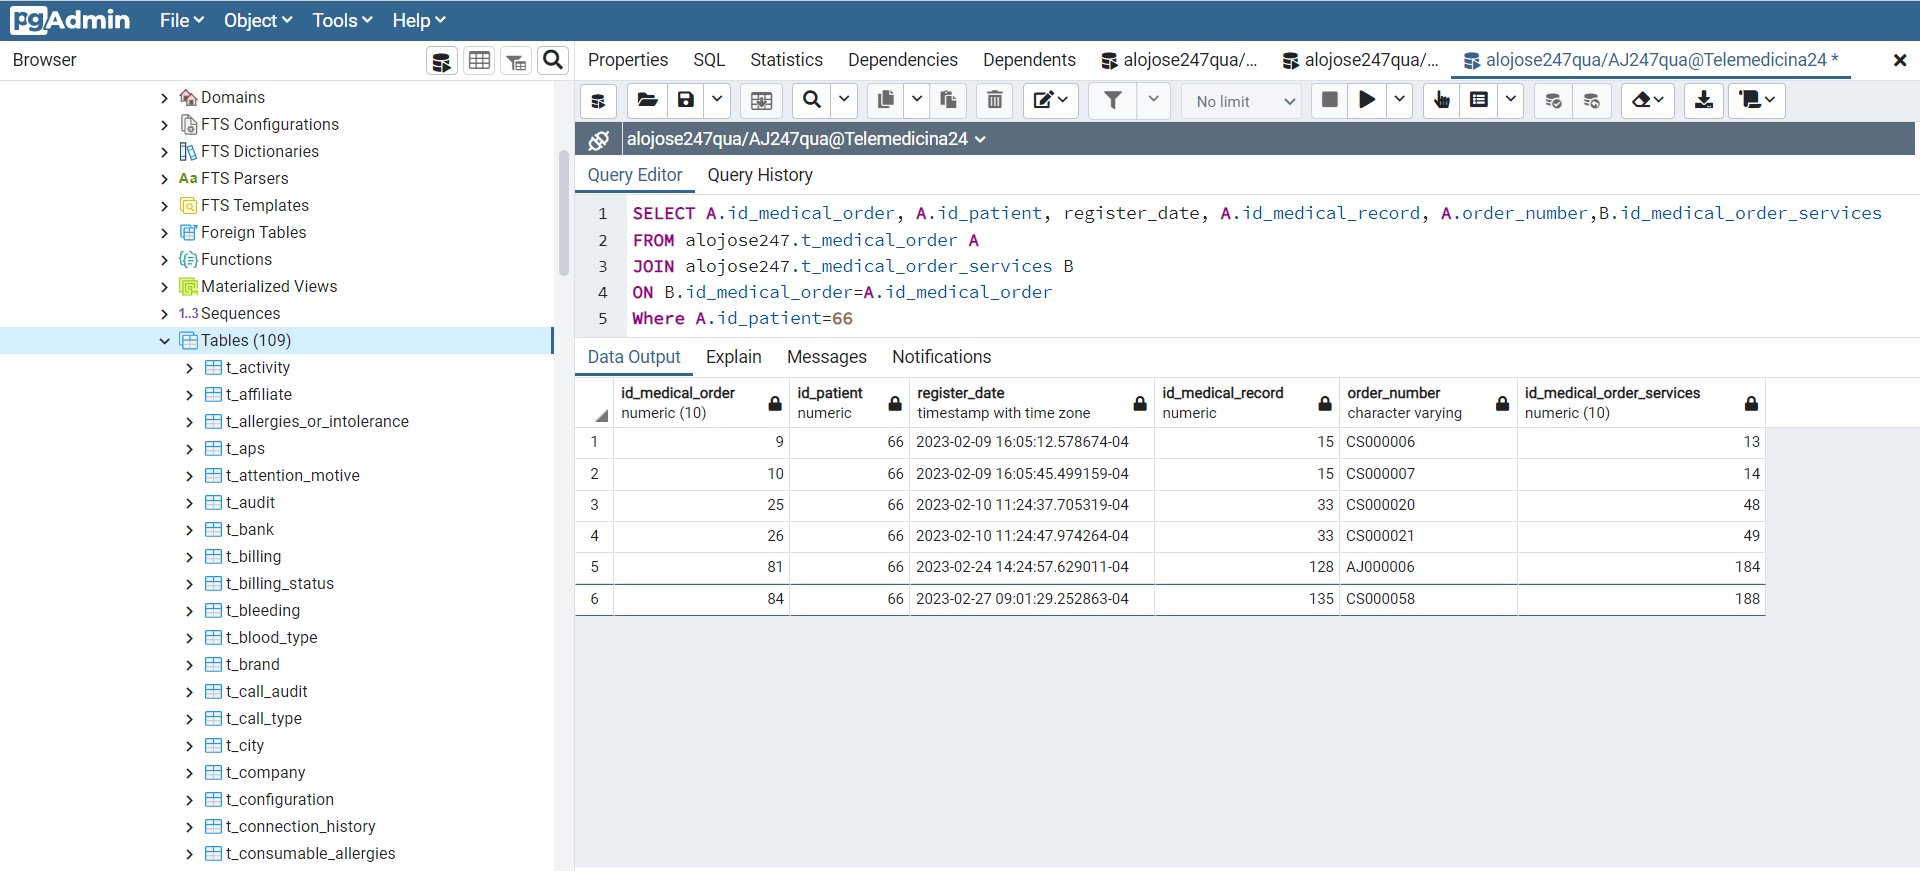 pgAdmin File Object Tools Help
Browser
Properties SQL Statistics Dependencies Dependents alojose247qua/... alojose247qua/... alojose247qua/AJ247qua@Telemedicina24 *
No limit
alojose247qua/AJ247qua@Telemedicina24
Query Editor Query History
1 SELECT A.id_medical_order, A.id_patient, register_date, A.id_medical_record, A.order_number,B.id_medical_order_services
2 FROM alojose247.t_medical_order A
3 JOIN alojose247.t_medical_order_services B
4 ON B.id_medical_order=A.id_medical_order
5 Where A.id_patient=66
Data Output Explain Messages Notifications
id_medical_order id_patient register_date id_medical_record order_number id_medical_order_services
numeric (10) numeric timestamp with time zone numeric character varying numeric (10)
1 9 66 2023-02-09 16:05:12.578674-04 15 CS000006 13
2 10 66 2023-02-09 16:05:45.499159-04 15 CS000007 14
3 25 66 2023-02-10 11:24:37.705319-04 33 CS000020 48
4 26 66 2023-02-10 11:24:47.974264-04 33 CS000021 49
5 81 66 2023-02-24 14:24:57.629011-04 128 AJ000006 184
6 84 66 2023-02-27 09:01:29.252863-04 135 CS000058 188
Domains
FTS Configurations
FTS Dictionaries
Aa FTS Parsers
FTS Templates
Foreign Tables
Functions
Materialized Views
1..3 Sequences
Tables (109)
t_activity
t_affiliate
t_allergies_or_intolerance
t_aps
t_attention_motive
t_audit
t_bank
t_billing
t_billing_status
t_bleeding
t_blood_type
t_brand
t_call_audit
t_call_type
t_city
t_company
t_configuration
t_connection_history
t_consumable_allergies